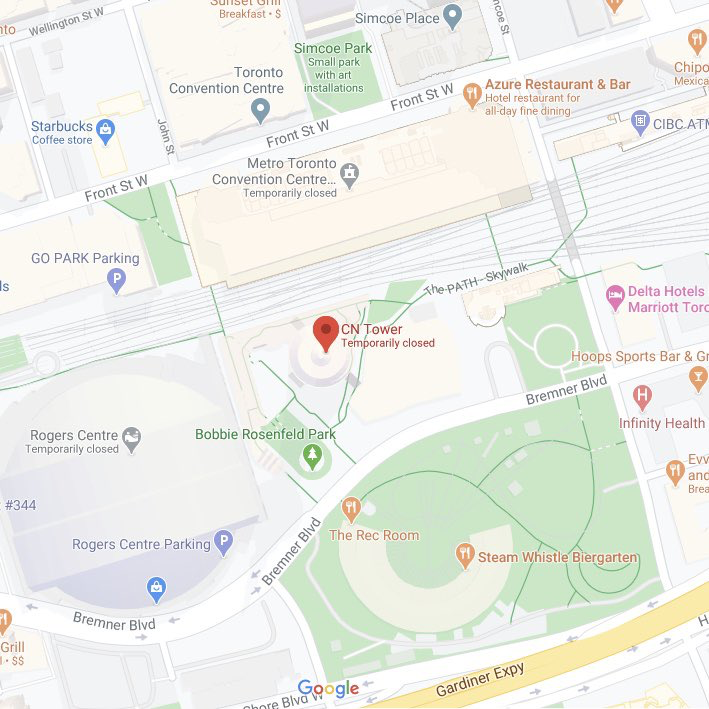 Sunset Grill
Breakfast • $
Wellington St W
Simcoe Place
Simcoe St
Simcoe Park
Small park
with art
installations
Toronto
Convention Centre
Azure Restaurant & Bar
Hotel restaurant for
all-day fine dining
Chipo
Mexica
Starbucks
Coffee store
John St
Front St W
Front St W
Front St W
CIBC ATM
Metro Toronto
Convention Centre...
Temporarily closed
GO PARK Parking
P
The PATH - Skywalk
CN Tower
Temporarily closed
Delta Hotels
Marriott Toro
Hoops Sports Bar & Gr
Bremner Blvd
H
Infinity Health
Rogers Centre
Temporarily closed
Bobbie Rosenfeld Park
Evv
and
Brea
#344
The Rec Room
Rogers Centre Parking
P
Steam Whistle Biergarten
Bremner Blvd
Bremner Blvd
Grill
• $$
Gardiner Expy
Google
Shore Blvd W